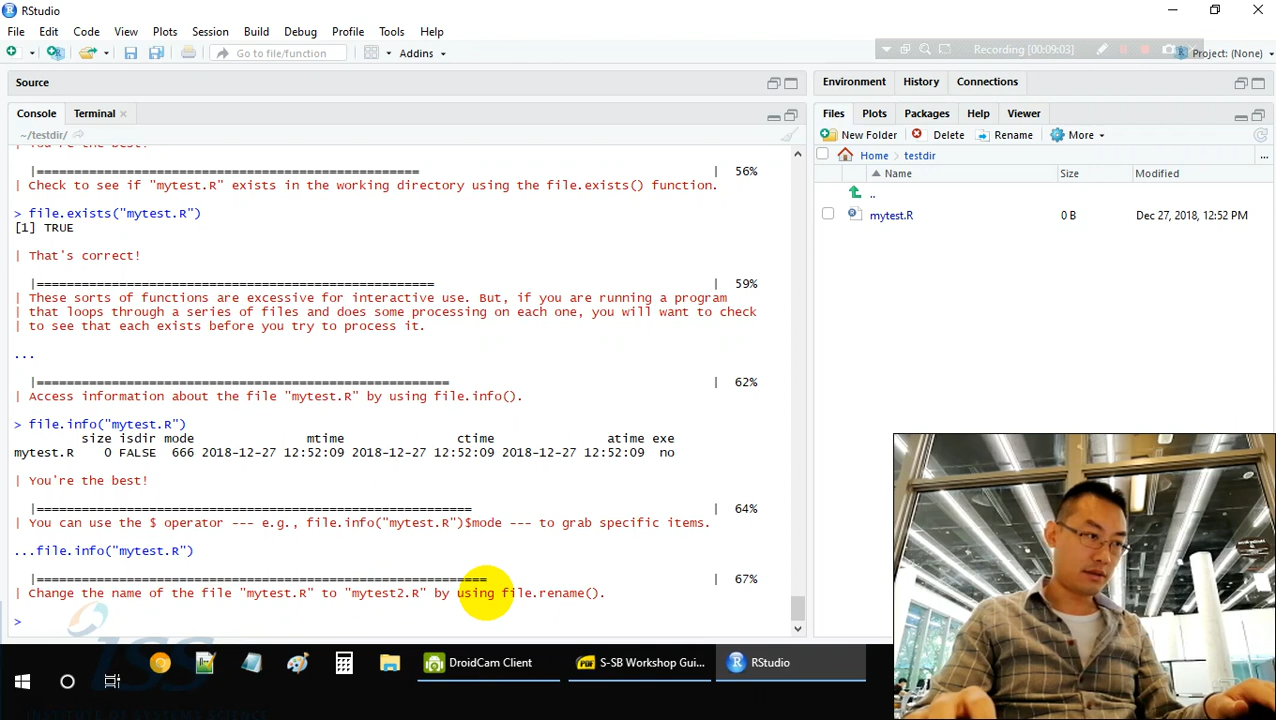 RStudio
File Edit Code View Plots Session Build Debug Profile Tools Help
Go to file/function Addins Recording [00:09:03] Project: (None)
Source
Environment History Connections
Console Terminal
Files Plots Packages Help Viewer
~/testdir/
New Folder Delete Rename More
Home testdir ...
Name Size Modified
..
mytest.R 0 B Dec 27, 2018, 12:52 PM
| You're the best!
|=================================================== | 56%
| Check to see if "mytest.R" exists in the working directory using the file.exists() function.
> file.exists("mytest.R")
[1] TRUE
| That's correct!
|===================================================== | 59%
| These sorts of functions are excessive for interactive use. But, if you are running a program
| that loops through a series of files and does some processing on each one, you will want to check
| to see that each exists before you try to process it.
...
|======================================================= | 62%
| Access information about the file "mytest.R" by using file.info().
> file.info("mytest.R")
size isdir mode mtime ctime atime exe
mytest.R 0 FALSE 666 2018-12-27 12:52:09 2018-12-27 12:52:09 2018-12-27 12:52:09 no
| You're the best!
|========================================================== | 64%
| You can use the $ operator --- e.g., file.info("mytest.R")$mode --- to grab specific items.
...file.info("mytest.R")
|============================================================ | 67%
| Change the name of the file "mytest.R" to "mytest2.R" by using file.rename().
>
ISS
INSTITUTE OF SYSTEMS SCIENCE
DroidCam Client S-SB Workshop Gui... RStudio